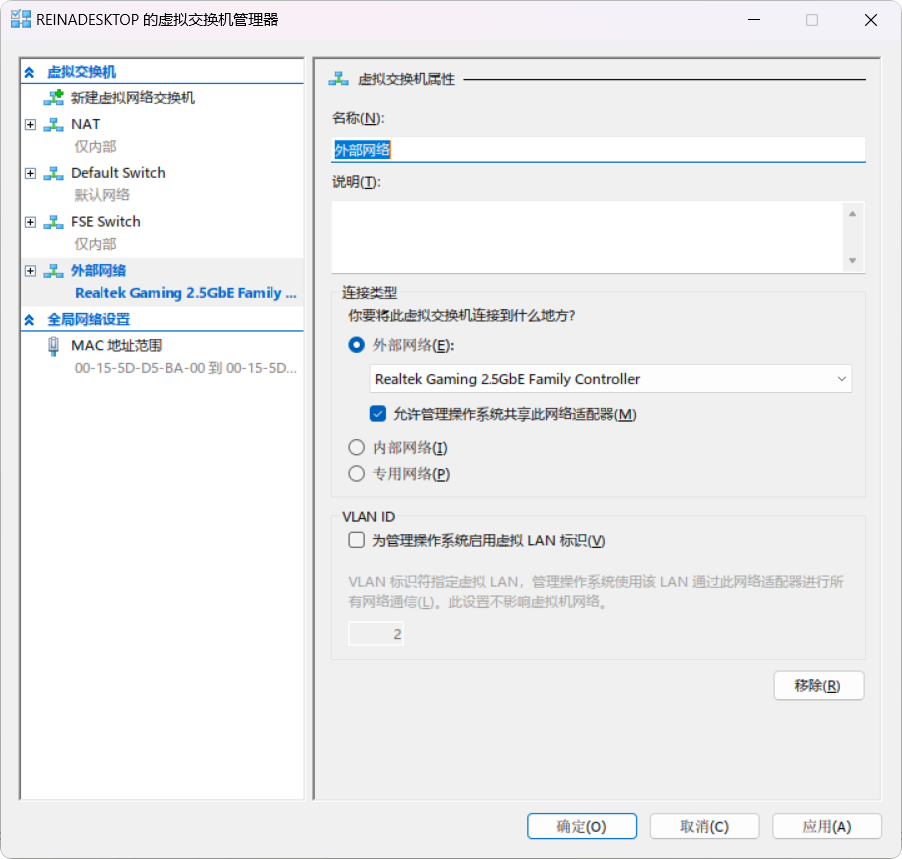 REINADESKTOP 的虚拟交换机管理器
虚拟交换机
新建虚拟网络交换机
NAT
仅内部
Default Switch
默认网络
FSE Switch
仅内部
外部网络
Realtek Gaming 2.5GbE Family ...
全局网络设置
MAC 地址范围
00-15-5D-D5-BA-00 到 00-15-5D...
虚拟交换机属性
名称(N):
外部网络
说明(T):
连接类型
你要将此虚拟交换机连接到什么地方?
外部网络(E):
Realtek Gaming 2.5GbE Family Controller
允许管理操作系统共享此网络适配器(M)
内部网络(I)
专用网络(P)
VLAN ID
为管理操作系统启用虚拟 LAN 标识(V)
VLAN 标识符指定虚拟 LAN，管理操作系统使用该 LAN 通过此网络适配器进行所
有网络通信(L)。此设置不影响虚拟机网络。
2
移除(R)
确定(O)
取消(C)
应用(A)